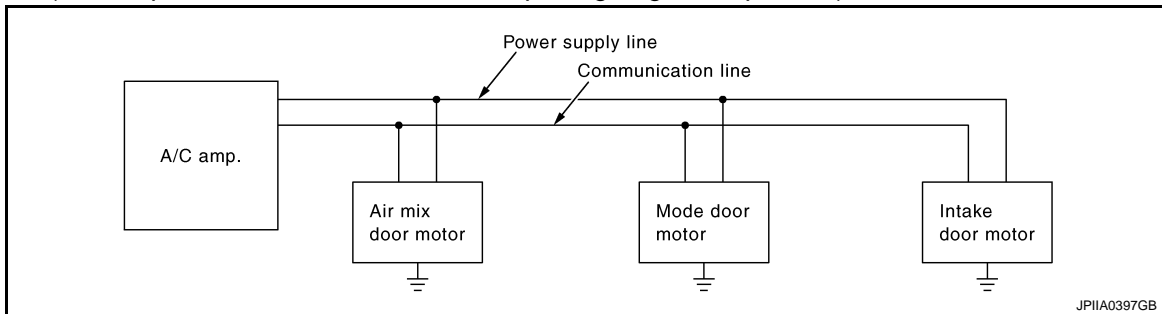 Power supply line
Communication line
A/C amp.
Air mix
door motor
Mode door
motor
Intake
door motor
JPIIA0397GB